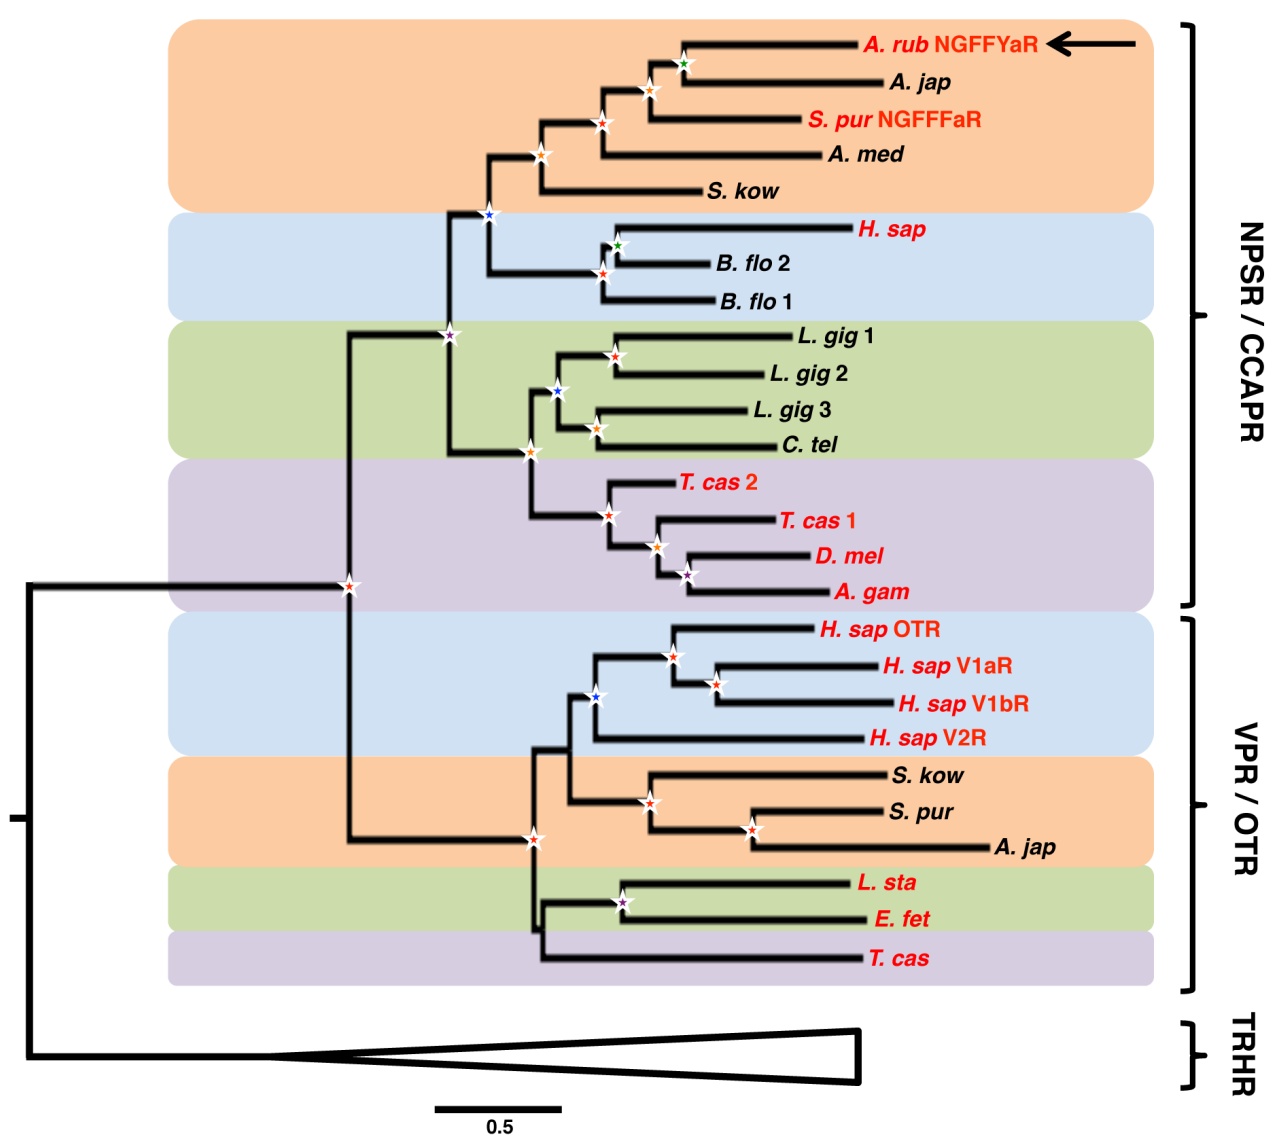 A. rub NGFFYaR
A. jap
S. pur NGFFFaR
A. med
S. kow
H. sap
B. flo 2
B. flo 1
L. gig 1
L. gig 2
L. gig 3
C. tel
T. cas 2
T. cas 1
D. mel
A. gam
NPSR / CCAPR
H. sap OTR
H. sap V1aR
H. sap V1bR
H. sap V2R
S. kow
S. pur
A. jap
L. sta
E. fet
T. cas
VPR / OTR
TRHR
0.5